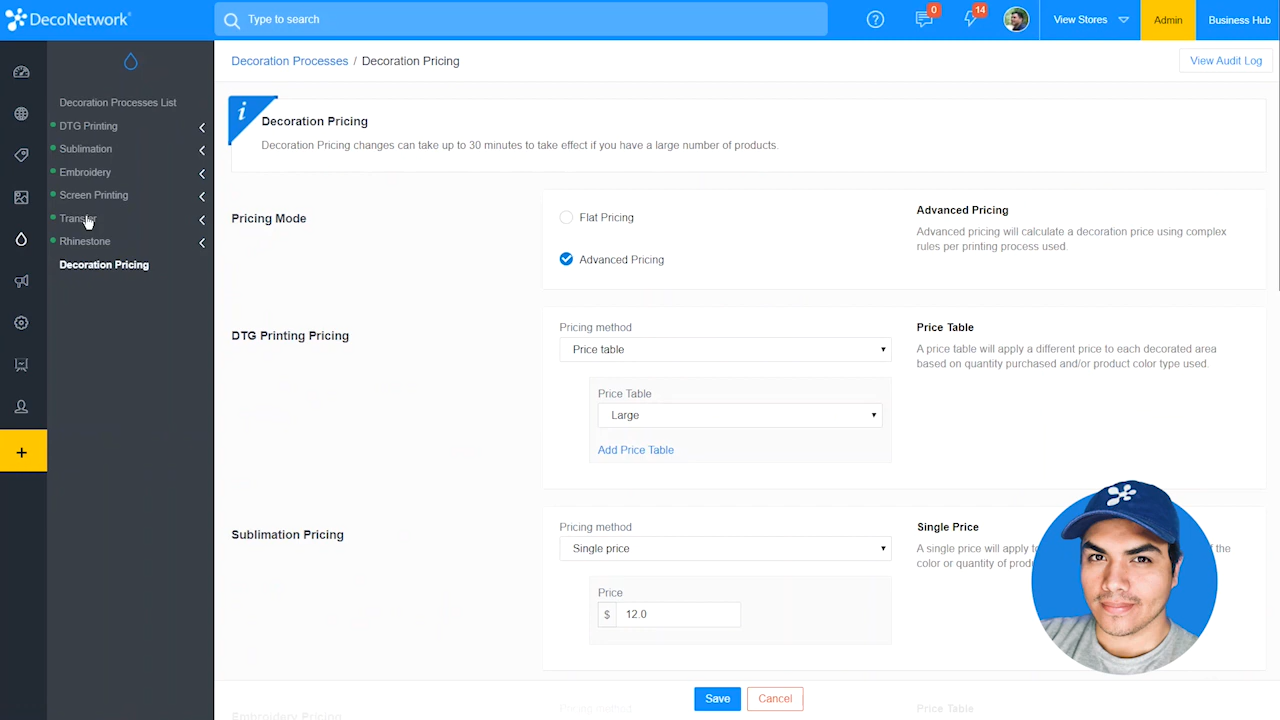 DecoNetwork
Type to search
0
14
View Stores
Admin
Business Hub
Decoration Processes / Decoration Pricing
View Audit Log
Decoration Processes List
DTG Printing
Sublimation
Embroidery
Screen Printing
Transfer
Rhinestone
Decoration Pricing
i
Decoration Pricing
Decoration Pricing changes can take up to 30 minutes to take effect if you have a large number of products.
Pricing Mode
Flat Pricing
Advanced Pricing
Advanced Pricing
Advanced pricing will calculate a decoration price using complex
rules per printing process used.
DTG Printing Pricing
Pricing method
Price table
Price Table
Large
Add Price Table
Price Table
A price table will apply a different price to each decorated area
based on quantity purchased and/or product color type used.
Sublimation Pricing
Pricing method
Single price
Price
$ 12.0
Single Price
A single price will apply the
color or quantity of
Save
Cancel
Embroidery Pricing
Pricing method
Price Table